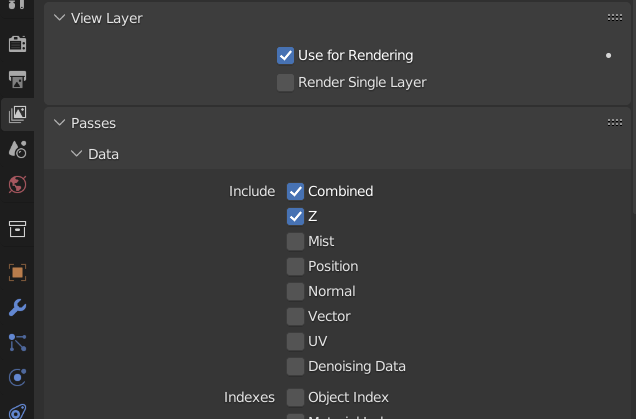 View Layer
Use for Rendering
Render Single Layer
Passes
Data
Include Combined
Z
Mist
Position
Normal
Vector
UV
Denoising Data
Indexes Object Index